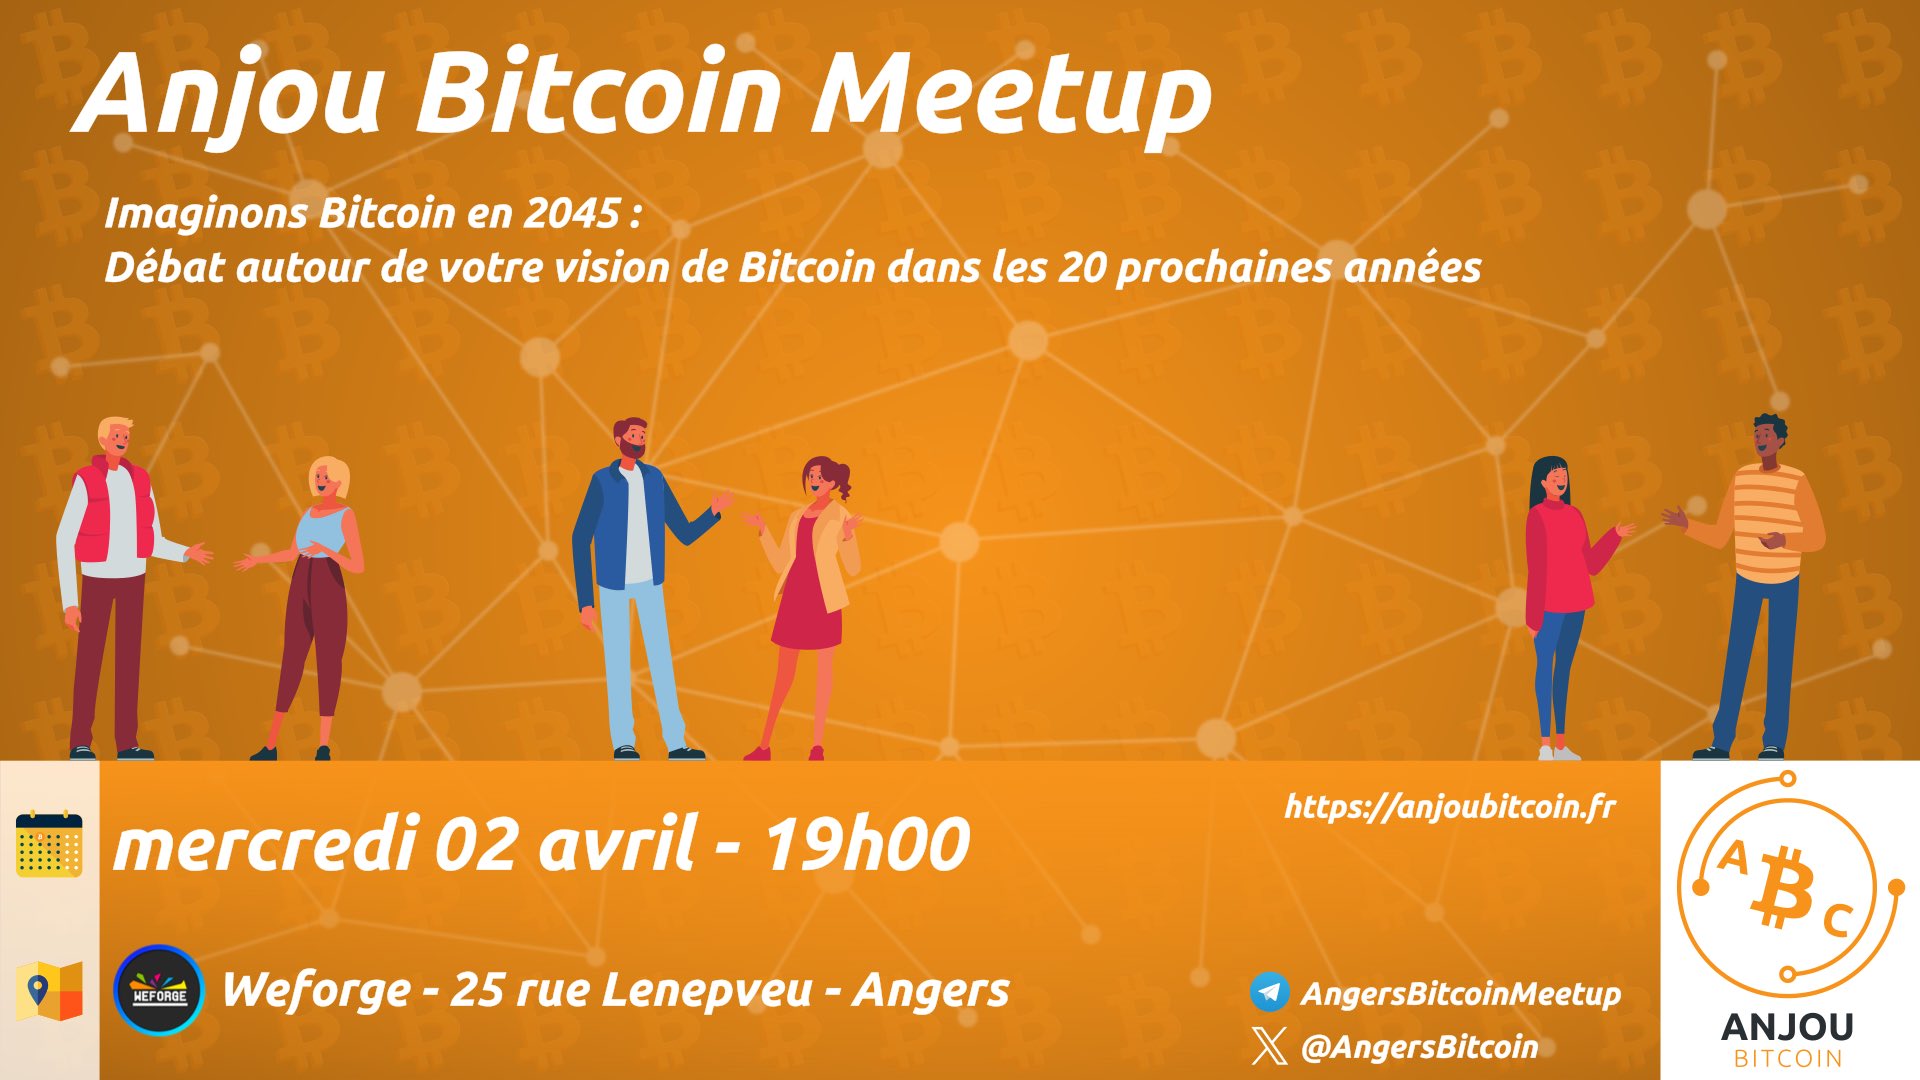 Anjou Bitcoin Meetup
Imaginons Bitcoin en 2045 :
Débat autour de votre vision de Bitcoin dans les 20 prochaines années
mercredi 02 avril - 19h00
https://anjoubitcoin.fr
WEFORGE
Weforge - 25 rue Lenepveu - Angers
AngersBitcoinMeetup
@AngersBitcoin
A ₿ C
ANJOU
BITCOIN